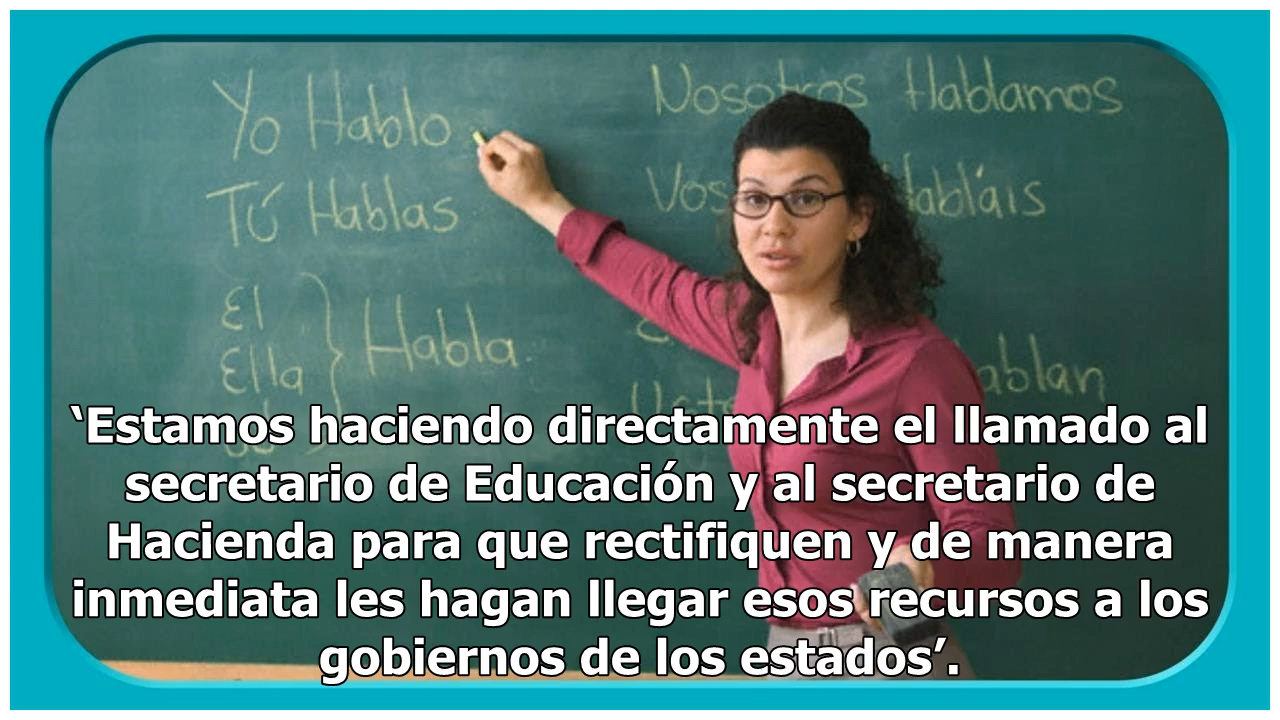 Yo Hablo
Nosotros Hablamos
Tú Hablas
Habláis
El
Ella
Habla.
‘Estamos haciendo directamente el llamado al
secretario de Educación y al secretario de
Hacienda para que rectifiquen y de manera
inmediata les hagan llegar esos recursos a los
gobiernos de los estados’.